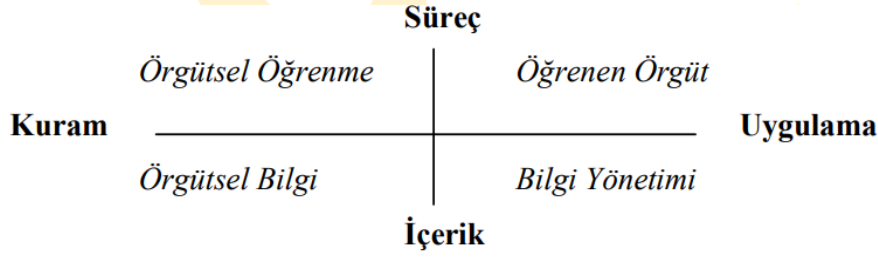 Süreç
Örgütsel Öğrenme Öğrenen Örgüt
Kuram Uygulama
Örgütsel Bilgi Bilgi Yönetimi
İçerik